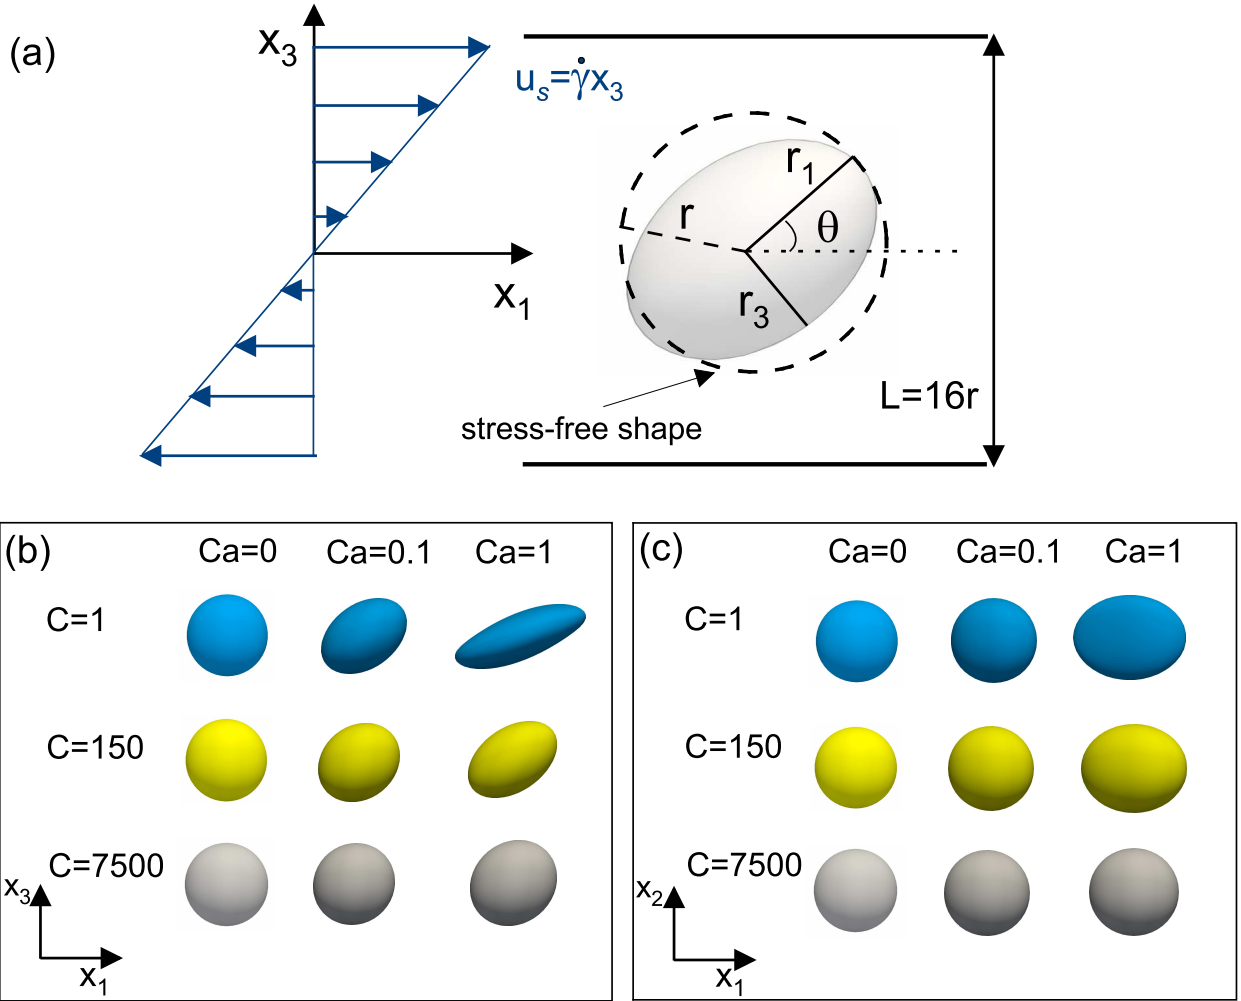 (a)
x3
u_s=γ̇x3
x1
r1
r
θ
r3
L=16r
stress-free shape
(b)
Ca=0
Ca=0.1
Ca=1
C=1
C=150
C=7500
x3
x1
(c)
Ca=0
Ca=0.1
Ca=1
C=1
C=150
C=7500
x2
x1